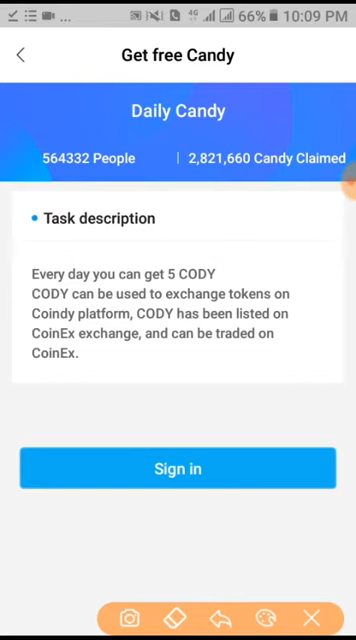 4G 66% 10:09 PM
Get free Candy
Daily Candy
564332 People | 2,821,660 Candy Claimed
Task description
Every day you can get 5 CODY
CODY can be used to exchange tokens on
Coindy platform, CODY has been listed on
CoinEx exchange, and can be traded on
CoinEx.
Sign in